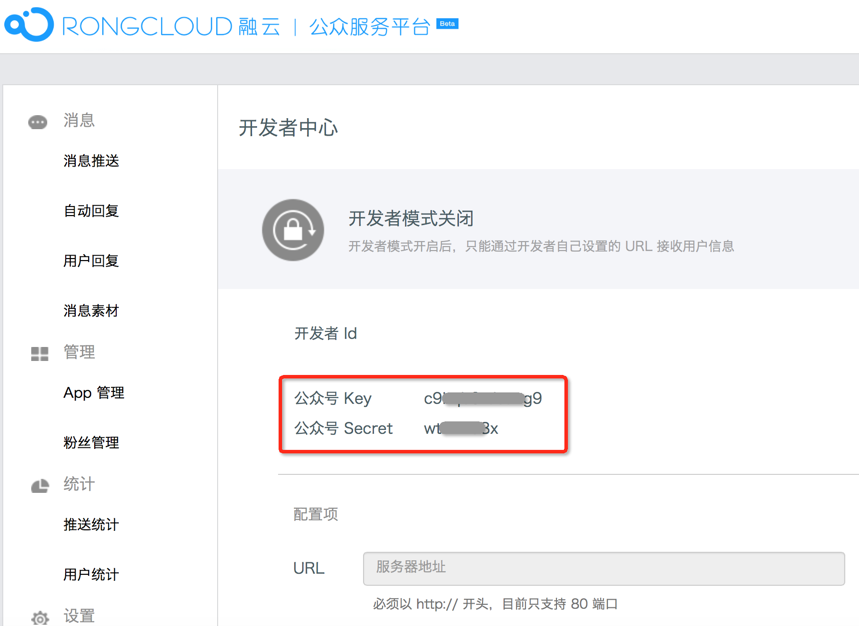 RONGCLOUD 融云 | 公众服务平台 Beta
消息
消息推送
自动回复
用户回复
消息素材
管理
App 管理
粉丝管理
统计
推送统计
用户统计
设置
开发者中心
开发者模式关闭
开发者模式开启后，只能通过开发者自己设置的 URL 接收用户信息
开发者 Id
公众号 Key
公众号 Secret
配置项
URL 服务器地址
必须以 http:// 开头，目前只支持 80 端口